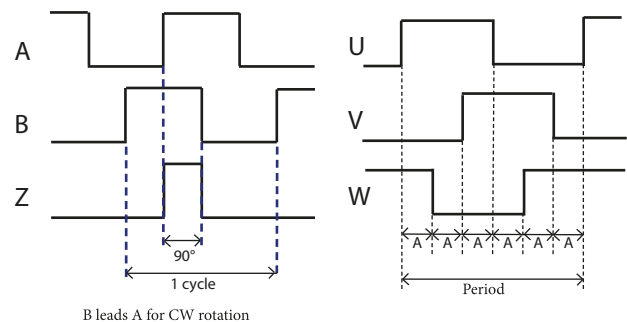 A
B
Z
90°
1 cycle
B leads A for CW rotation
U
V
W
A A A A A A
Period